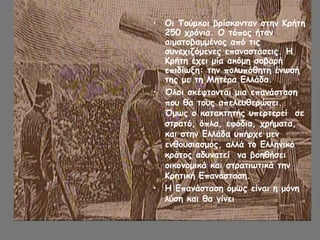 • Οι Τούρκοι βρίσκονταν στην Κρήτη
250 χρόνια. Ο τόπος ήταν
αιματοβαμμένος από τις
συνεχιζόμενες επαναστάσεις. Η
Κρήτη έχει μία ακόμη σοβαρή
επιδίωξη: την πολυπόθητη ένωσή
της με τη Μητέρα Ελλάδα.
• Όλοι σκέφτονται μια επανάσταση
που θα τους απελευθερώσει.
Όμως ο κατακτητής υπερτερεί σε
στρατό, όπλα, εφόδια, χρήματα,
και στην Ελλάδα υπήρχε μεν
ενθουσιασμός, αλλά το Ελληνικό
κράτος αδυνατεί να βοηθήσει
οικονομικά και στρατιωτικά την
Κρητική Επανάσταση.
• Η Επανάσταση όμως είναι η μόνη
λύση και θα γίνει